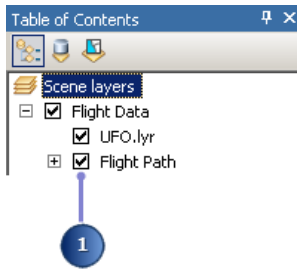 Table of Contents
Scene layers
Flight Data
UFO.lyr
Flight Path
1